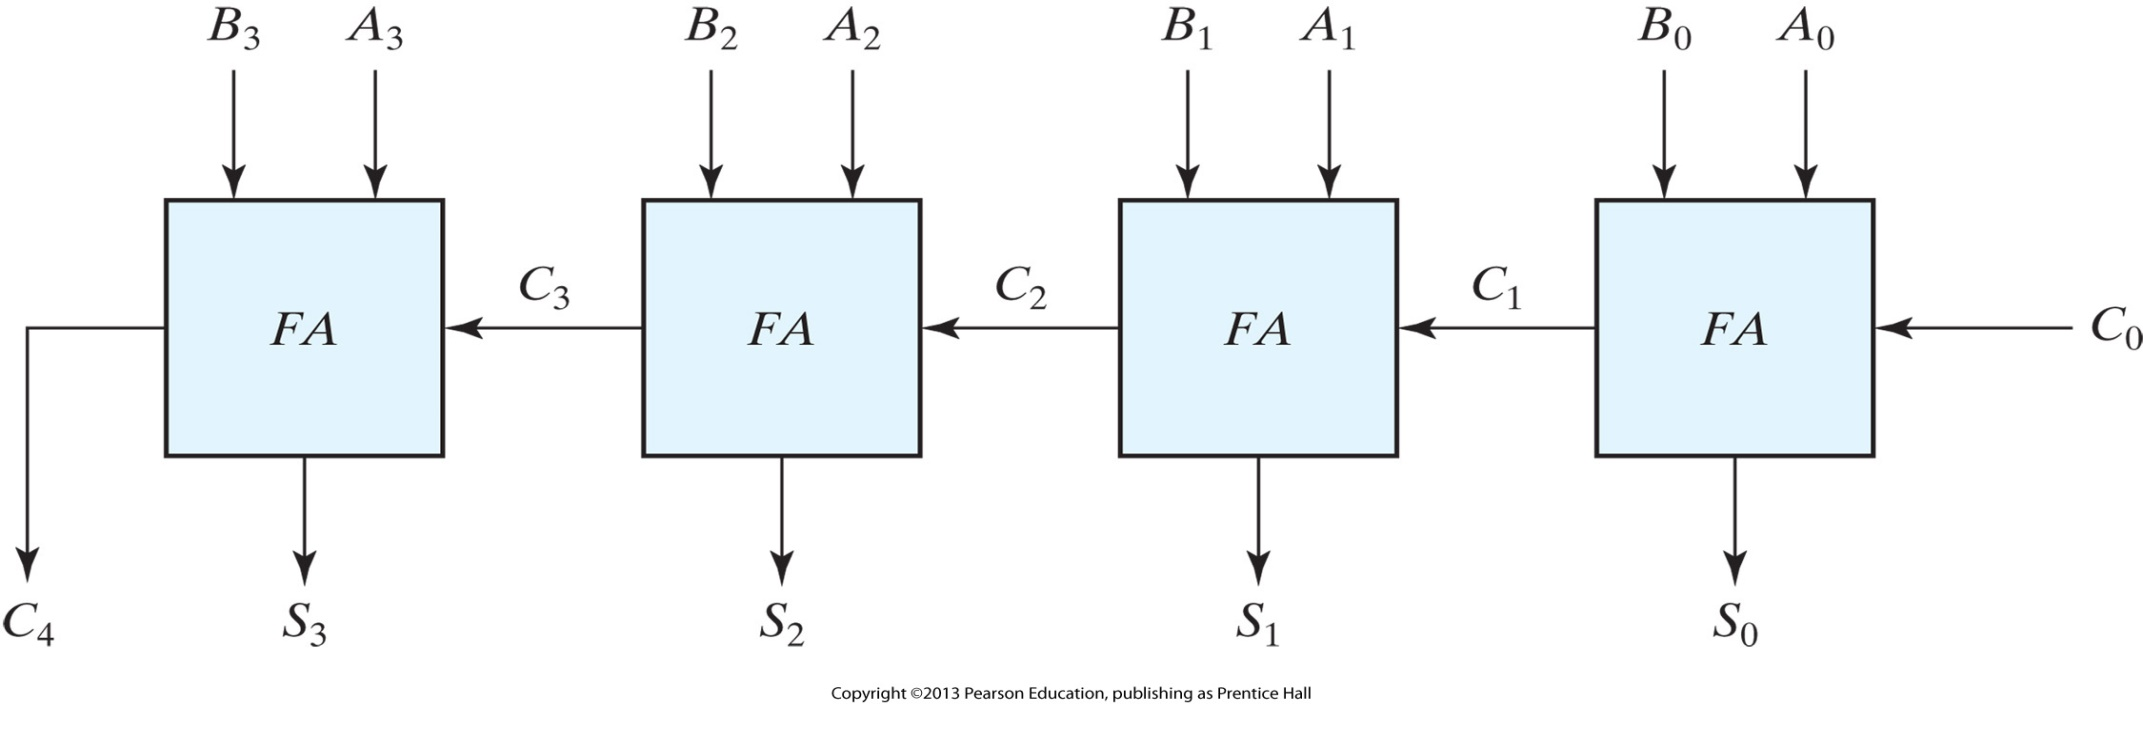 B₃ A₃ B₂ A₂ B₁ A₁ B₀ A₀
C₃ C₂ C₁
FA FA FA FA C₀
C₄ S₃ S₂ S₁ S₀
Copyright ©2013 Pearson Education, publishing as Prentice Hall